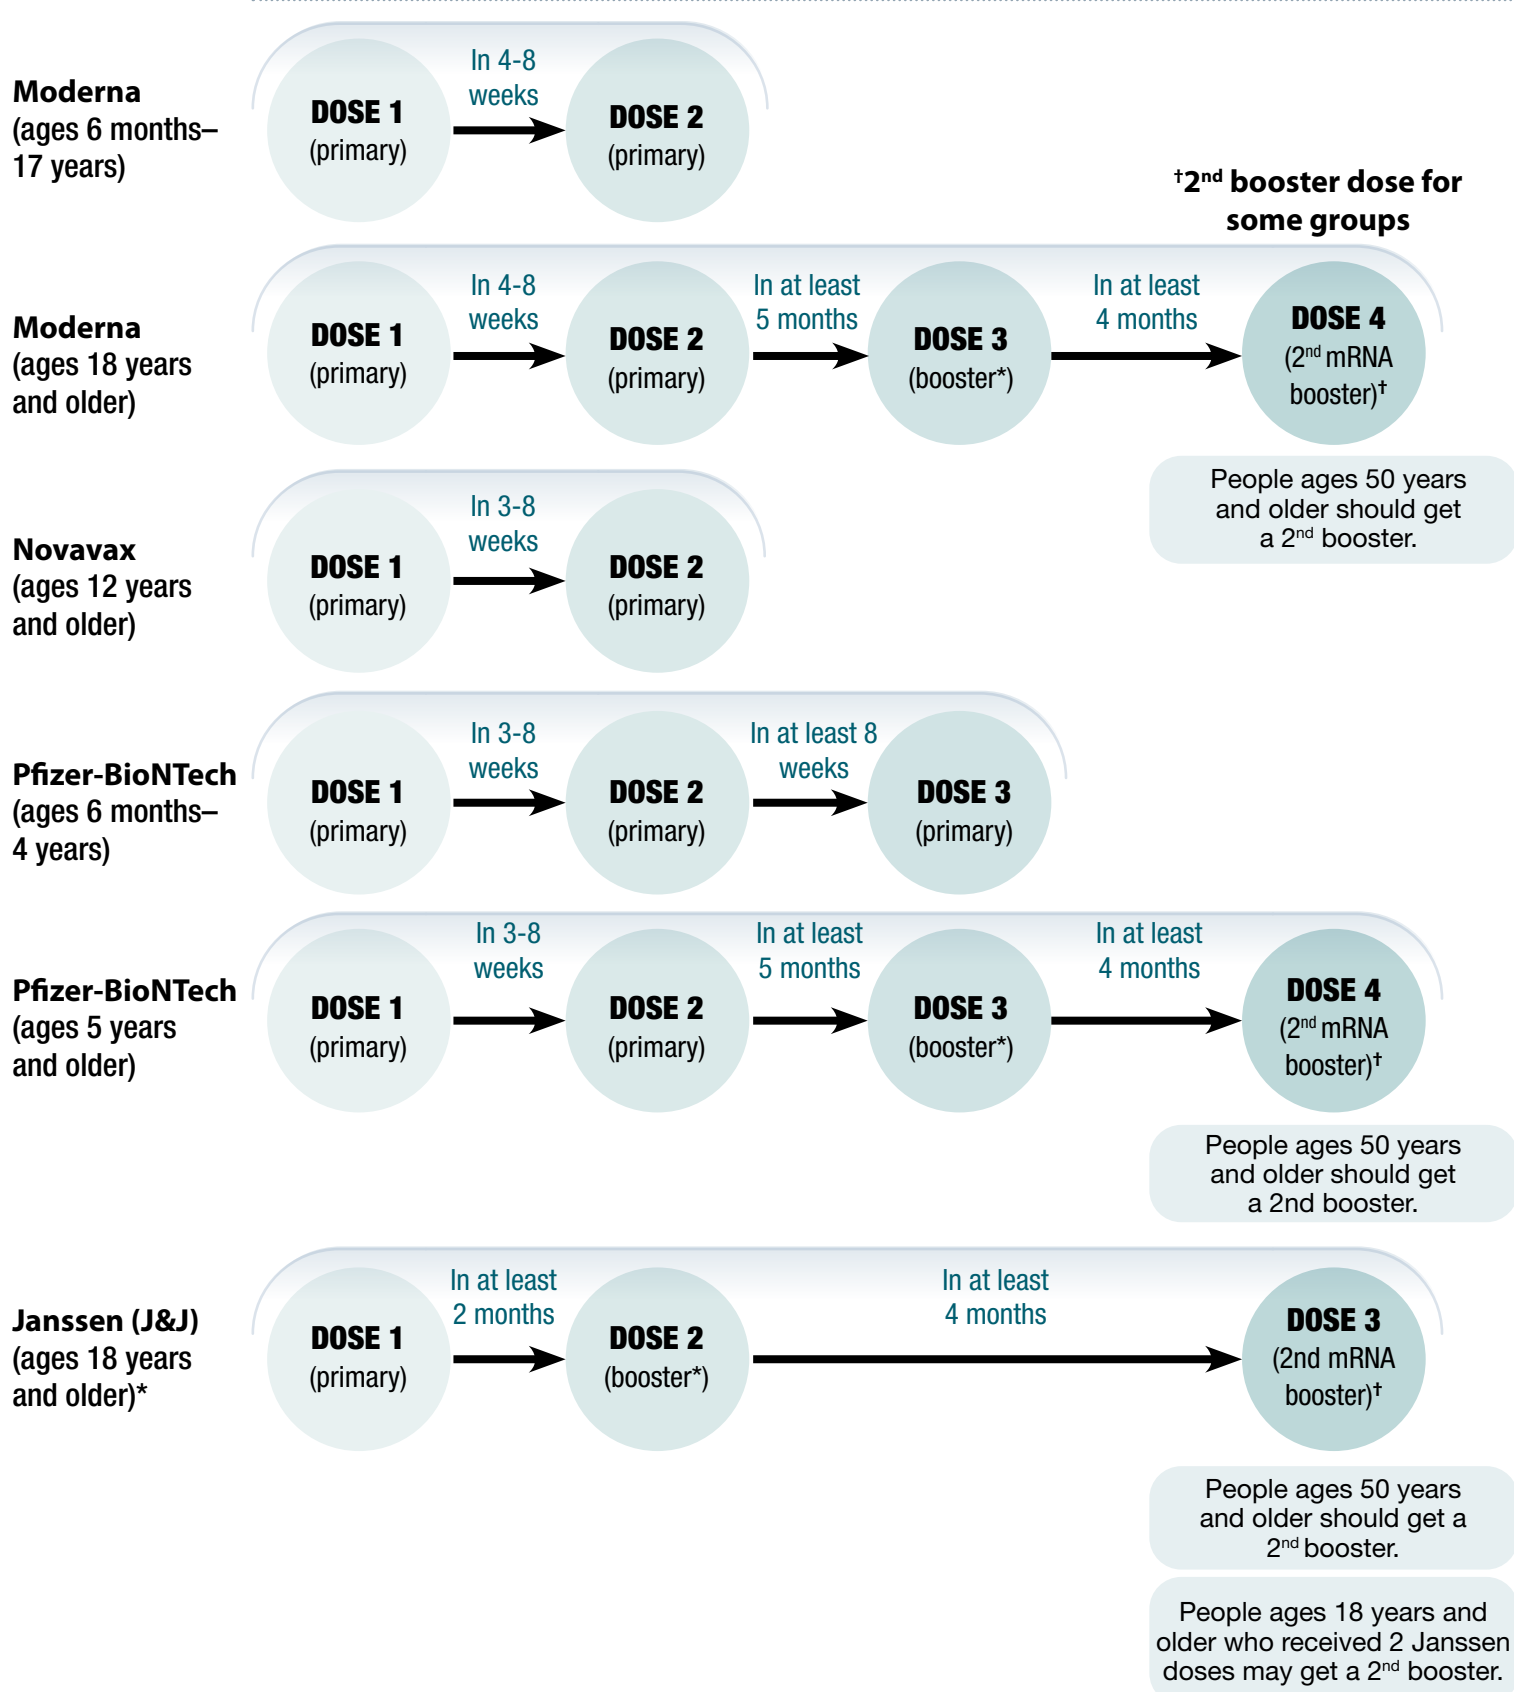 Moderna
(ages 6 months–
17 years)
DOSE 1
(primary)
In 4-8
weeks
DOSE 2
(primary)
†2nd booster dose for
some groups
Moderna
(ages 18 years
and older)
DOSE 1
(primary)
In 4-8
weeks
DOSE 2
(primary)
In at least
5 months
DOSE 3
(booster*)
In at least
4 months
DOSE 4
(2nd mRNA
booster)†
People ages 50 years
and older should get
a 2nd booster.
Novavax
(ages 12 years
and older)
DOSE 1
(primary)
In 3-8
weeks
DOSE 2
(primary)
Pfizer-BioNTech
(ages 6 months–
4 years)
DOSE 1
(primary)
In 3-8
weeks
DOSE 2
(primary)
In at least 8
weeks
DOSE 3
(primary)
Pfizer-BioNTech
(ages 5 years
and older)
DOSE 1
(primary)
In 3-8
weeks
DOSE 2
(primary)
In at least
5 months
DOSE 3
(booster*)
In at least
4 months
DOSE 4
(2nd mRNA
booster)†
People ages 50 years
and older should get
a 2nd booster.
Janssen (J&J)
(ages 18 years
and older)*
DOSE 1
(primary)
In at least
2 months
DOSE 2
(booster*)
In at least
4 months
DOSE 3
(2nd mRNA
booster)†
People ages 50 years
and older should get a
2nd booster.
People ages 18 years and
older who received 2 Janssen
doses may get a 2nd booster.